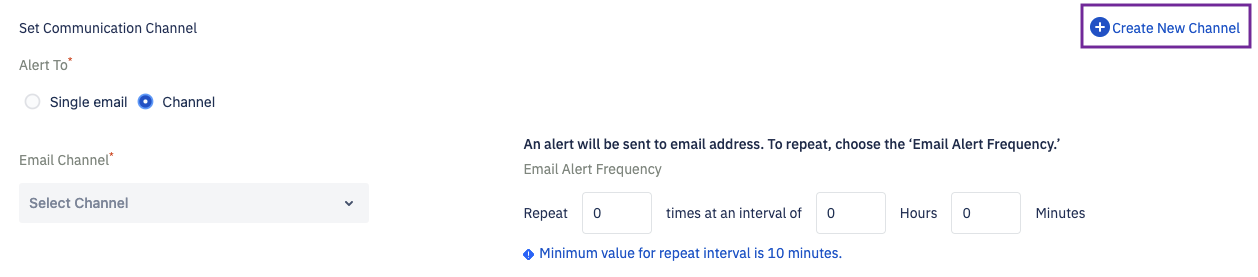 Set Communication Channel
Create New Channel
Alert To*
Single email Channel
Email Channel*
Select Channel
An alert will be sent to email address. To repeat, choose the ‘Email Alert Frequency.’
Email Alert Frequency
Repeat 0 times at an interval of 0 Hours 0 Minutes
Minimum value for repeat interval is 10 minutes.